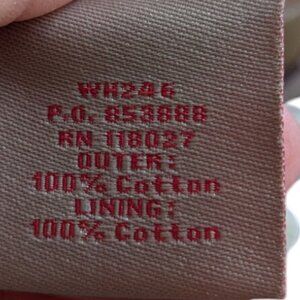 WH246
P.O. 853888
RN 118027
OUTER:
100% Cotton
LINING:
100% Cotton